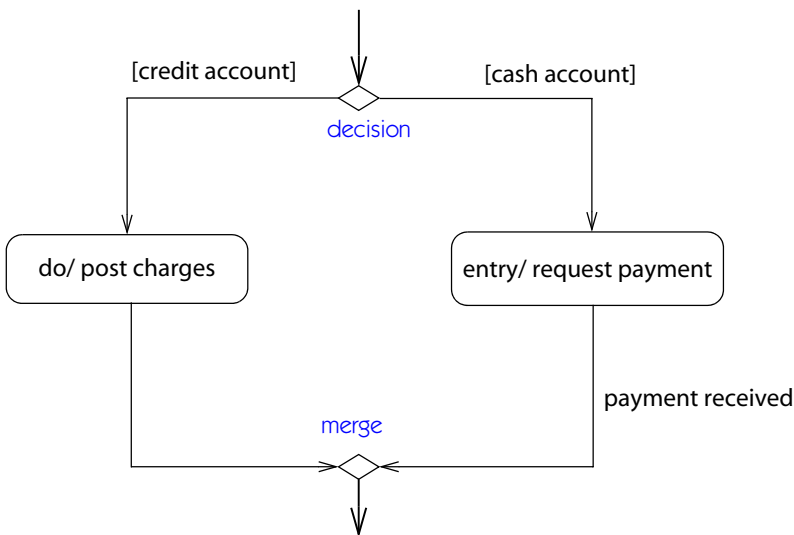 [credit account]
[cash account]
decision
do/ post charges
entry/ request payment
payment received
merge